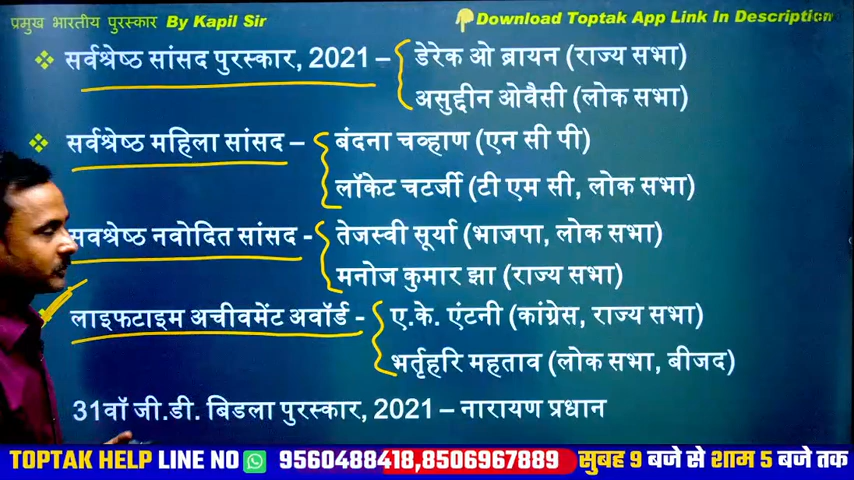 प्रमुख भारतीय पुरस्कार By Kapil Sir
Download Toptak App Link In Description
सर्वश्रेष्ठ सांसद पुरस्कार, 2021 – डेरेक ओ ब्रायन (राज्य सभा)
असुद्दीन ओवैसी (लोक सभा)
सर्वश्रेष्ठ महिला सांसद – बंदना चव्हाण (एन सी पी)
लॉकेट चटर्जी (टी एम सी, लोक सभा)
सवश्रेष्ठ नवोदित सांसद - तेजस्वी सूर्या (भाजपा, लोक सभा)
मनोज कुमार झा (राज्य सभा)
लाइफटाइम अचीवमेंट अवॉर्ड - ए.के. एंटनी (कांग्रेस, राज्य सभा)
भर्तृहरि महताव (लोक सभा, बीजद)
31वॉ जी.डी. बिडला पुरस्कार, 2021 – नारायण प्रधान
TOPTAK HELP LINE NO 9560488418,8506967889 सुबह 9 बजे से शाम 5 बजे तक